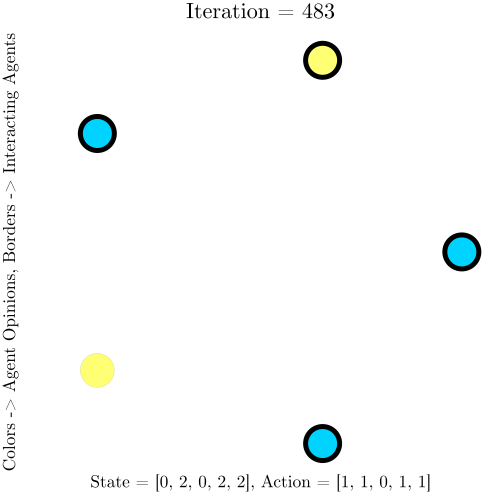 Iteration = 483
Colors -> Agent Opinions, Borders -> Interacting Agents
State = [0, 2, 0, 2, 2], Action = [1, 1, 0, 1, 1]